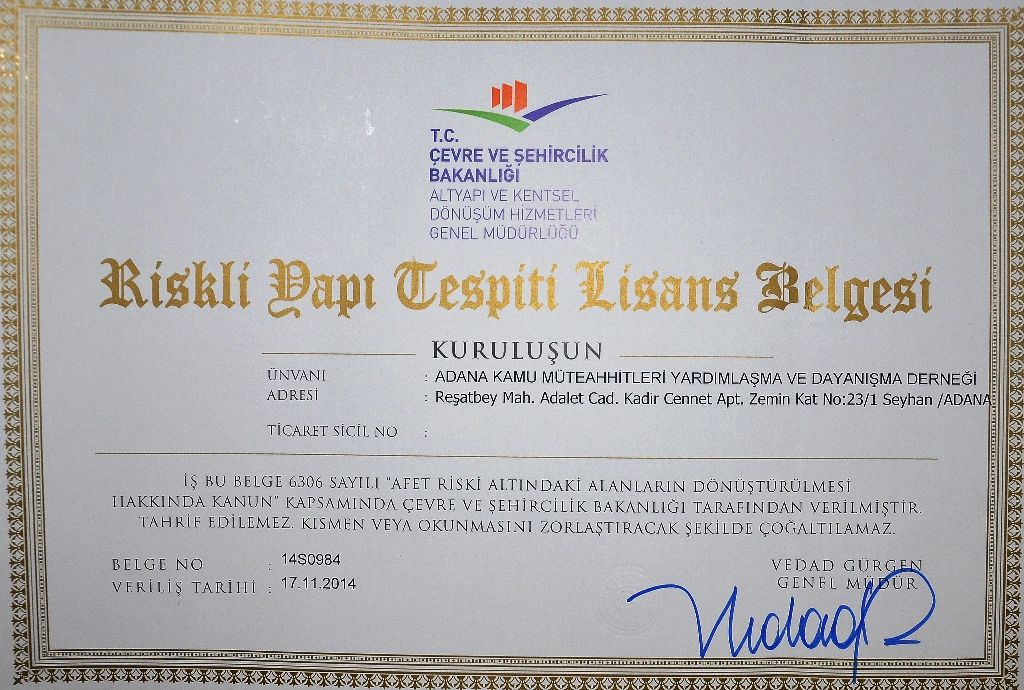 T.C.
ÇEVRE VE ŞEHİRCİLİK
BAKANLIĞI
ALTYAPI VE KENTSEL
DÖNÜŞÜM HİZMETLERİ
GENEL MÜDÜRLÜĞÜ
Riskli Yapı Tespiti Lisans Belgesi
KURULUŞUN
ÜNVANI : ADANA KAMU MÜTEAHHİTLERİ YARDIMLAŞMA VE DAYANIŞMA DERNEĞİ
ADRESİ : Reşatbey Mah. Adalet Cad. Kadir Cennet Apt. Zemin Kat No:23/1 Seyhan /ADANA
TİCARET SİCİL NO :
İŞ BU BELGE 6306 SAYILI "AFET RİSKİ ALTINDAKİ ALANLARIN DÖNÜŞTÜRÜLMESİ
HAKKINDA KANUN" KAPSAMINDA ÇEVRE VE ŞEHİRCİLİK BAKANLIĞI TARAFINDAN VERİLMİŞTİR.
TAHRİF EDİLEMEZ. KISMEN VEYA OKUNMASINI ZORLAŞTIRACAK ŞEKİLDE ÇOĞALTILAMAZ.
BELGE NO : 14S0984
VERİLİŞ TARİHİ : 17.11.2014
VEDAD GÜRGEN
GENEL MÜDÜR